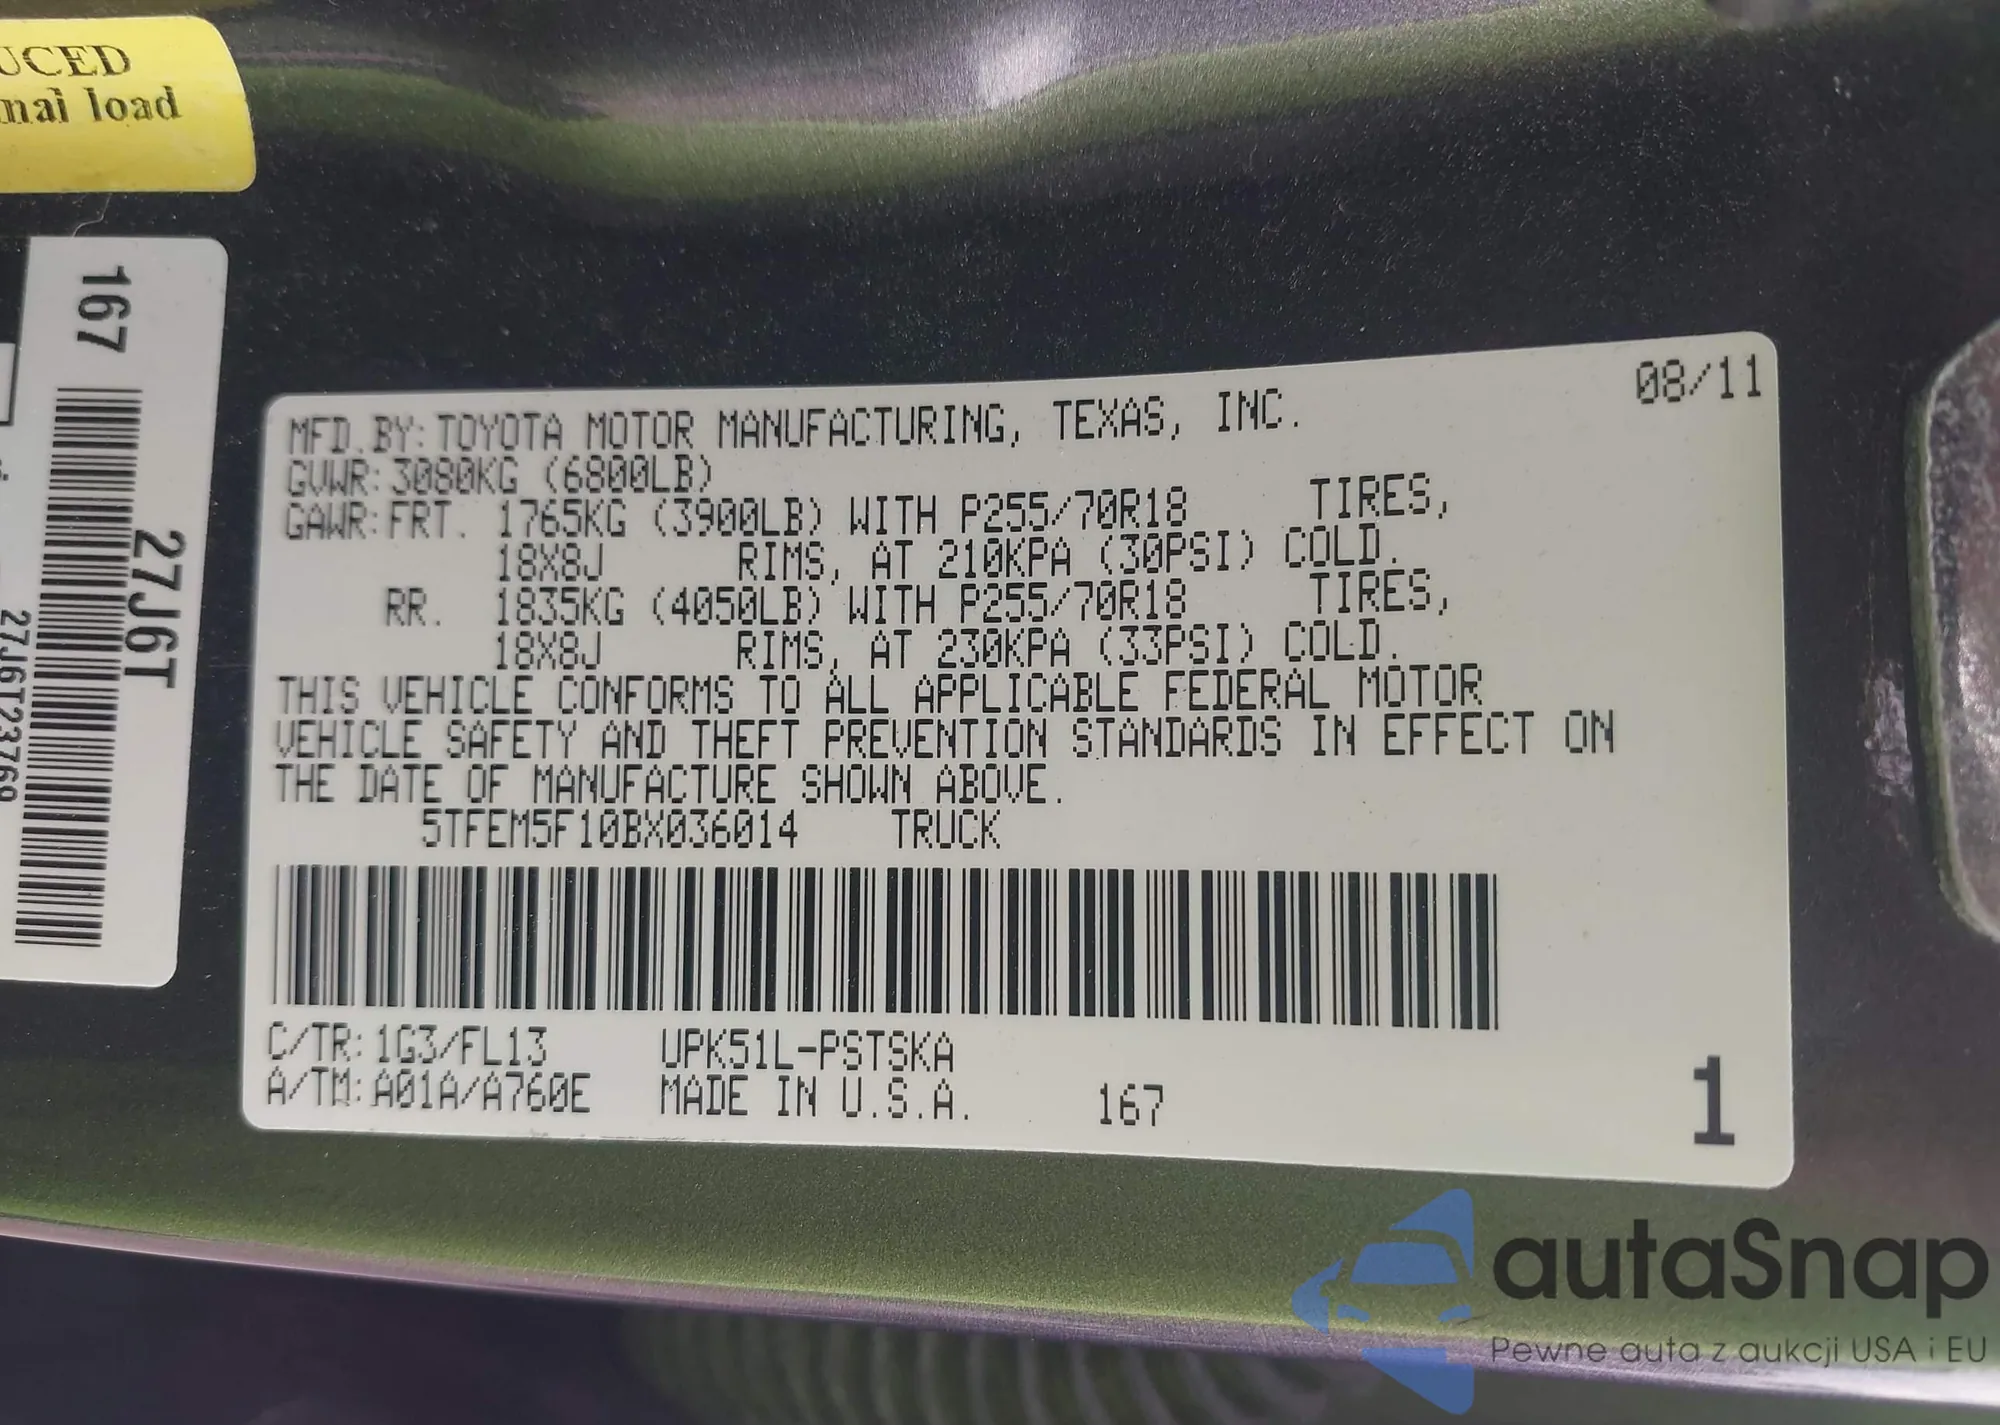 UCED
nal load
167
27J6T
27J6T23769
08/11
MFD.BY:TOYOTA MOTOR MANUFACTURING, TEXAS, INC.
GVWR:3080KG (6800LB)
GAWR:FRT. 1765KG (3900LB) WITH P255/70R18 TIRES,
18X8J RIMS, AT 210KPA (30PSI) COLD.
RR. 1835KG (4050LB) WITH P255/70R18 TIRES,
18X8J RIMS, AT 230KPA (33PSI) COLD.
THIS VEHICLE CONFORMS TO ALL APPLICABLE FEDERAL MOTOR
VEHICLE SAFETY AND THEFT PREVENTION STANDARDS IN EFFECT ON
THE DATE OF MANUFACTURE SHOWN ABOVE.
5TFEM5F10BX036014 TRUCK
C/TR:1G3/FL13 UPK51L-PSTSKA
A/TM:A01A/A760E MADE IN U.S.A. 167
1
autaSnap
Pewne auta z aukcji USA i EU